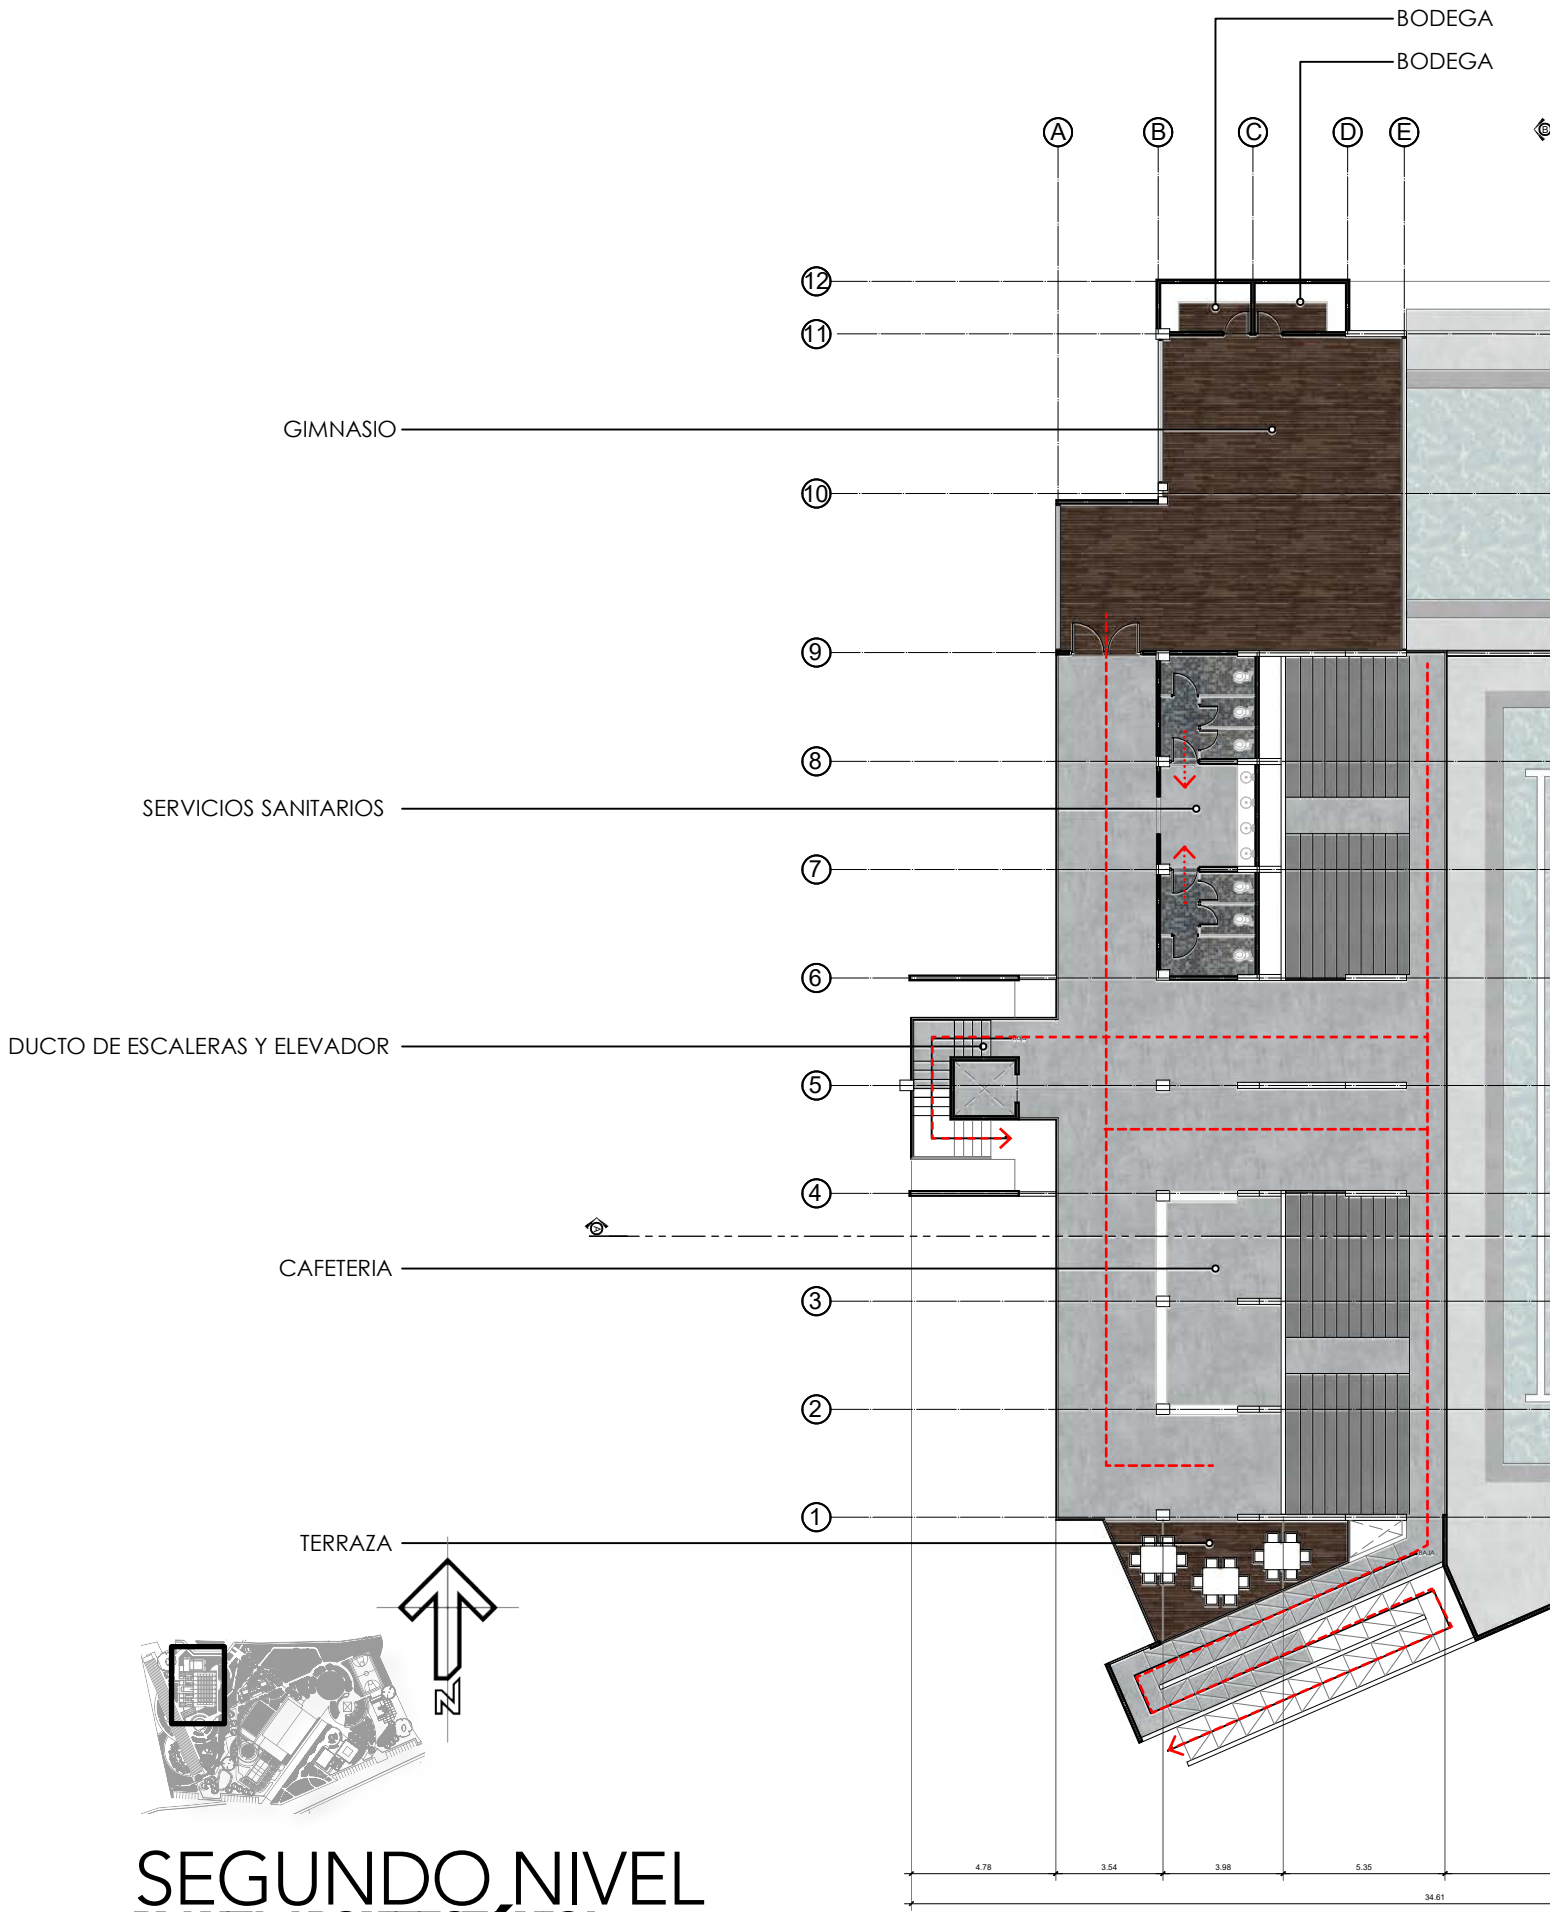 BODEGA
BODEGA
A
B
C
D
E
B
12
11
GIMNASIO
10
9
8
SERVICIOS SANITARIOS
7
6
DUCTO DE ESCALERAS Y ELEVADOR
5
4
A
CAFETERIA
3
2
1
TERRAZA
BAJA
N
4.78
3.54
3.98
5.35
34.61
SEGUNDO NIVEL